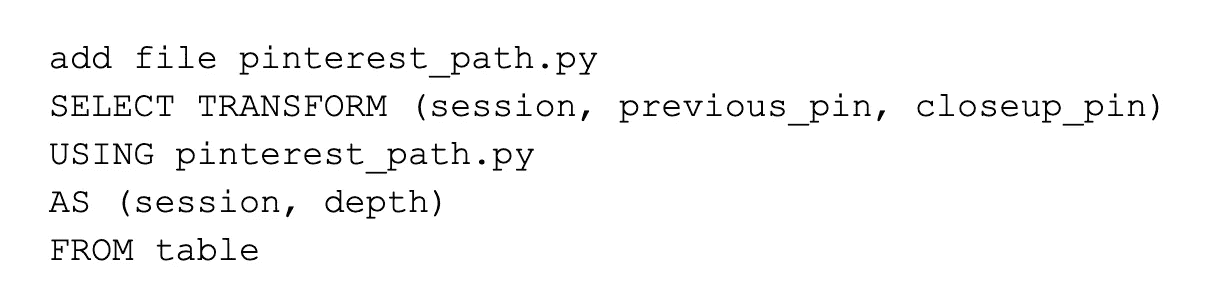 add file pinterest_path.py
SELECT TRANSFORM (session, previous_pin, closeup_pin)
USING pinterest_path.py
AS (session, depth)
FROM table